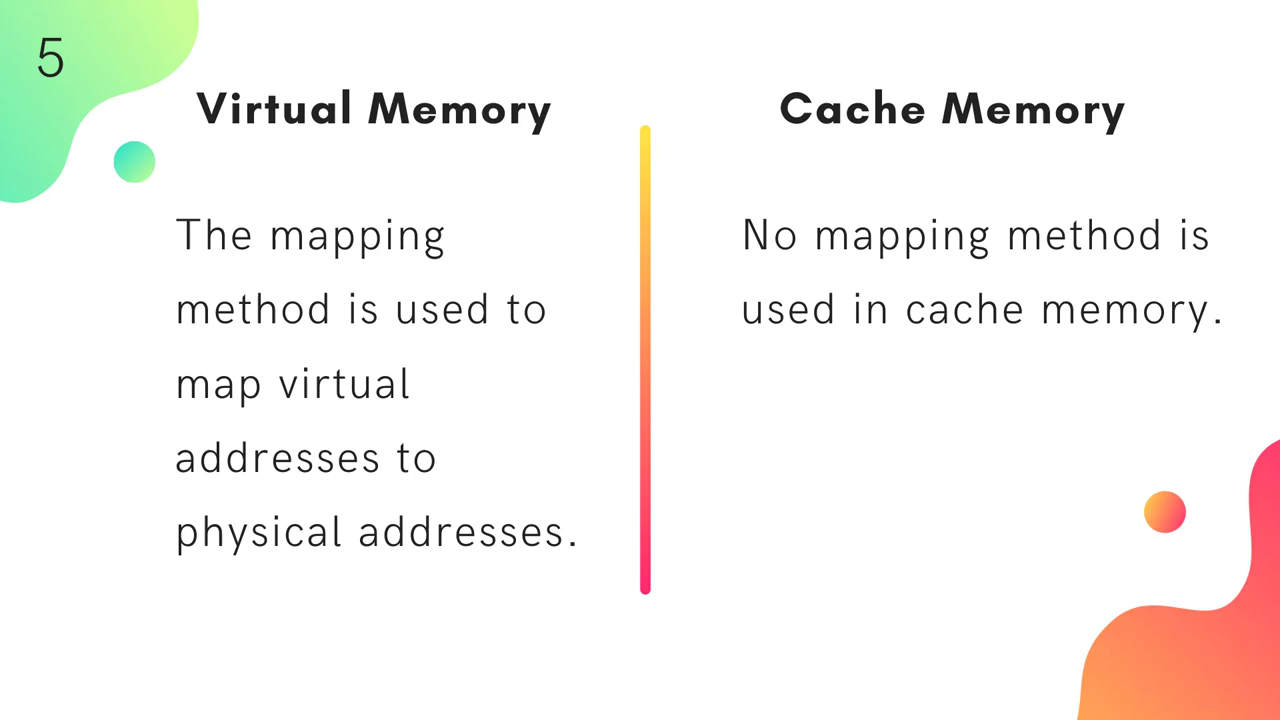 5
Virtual Memory
The mapping
method is used to
map virtual
addresses to
physical addresses.
Cache Memory
No mapping method is
used in cache memory.